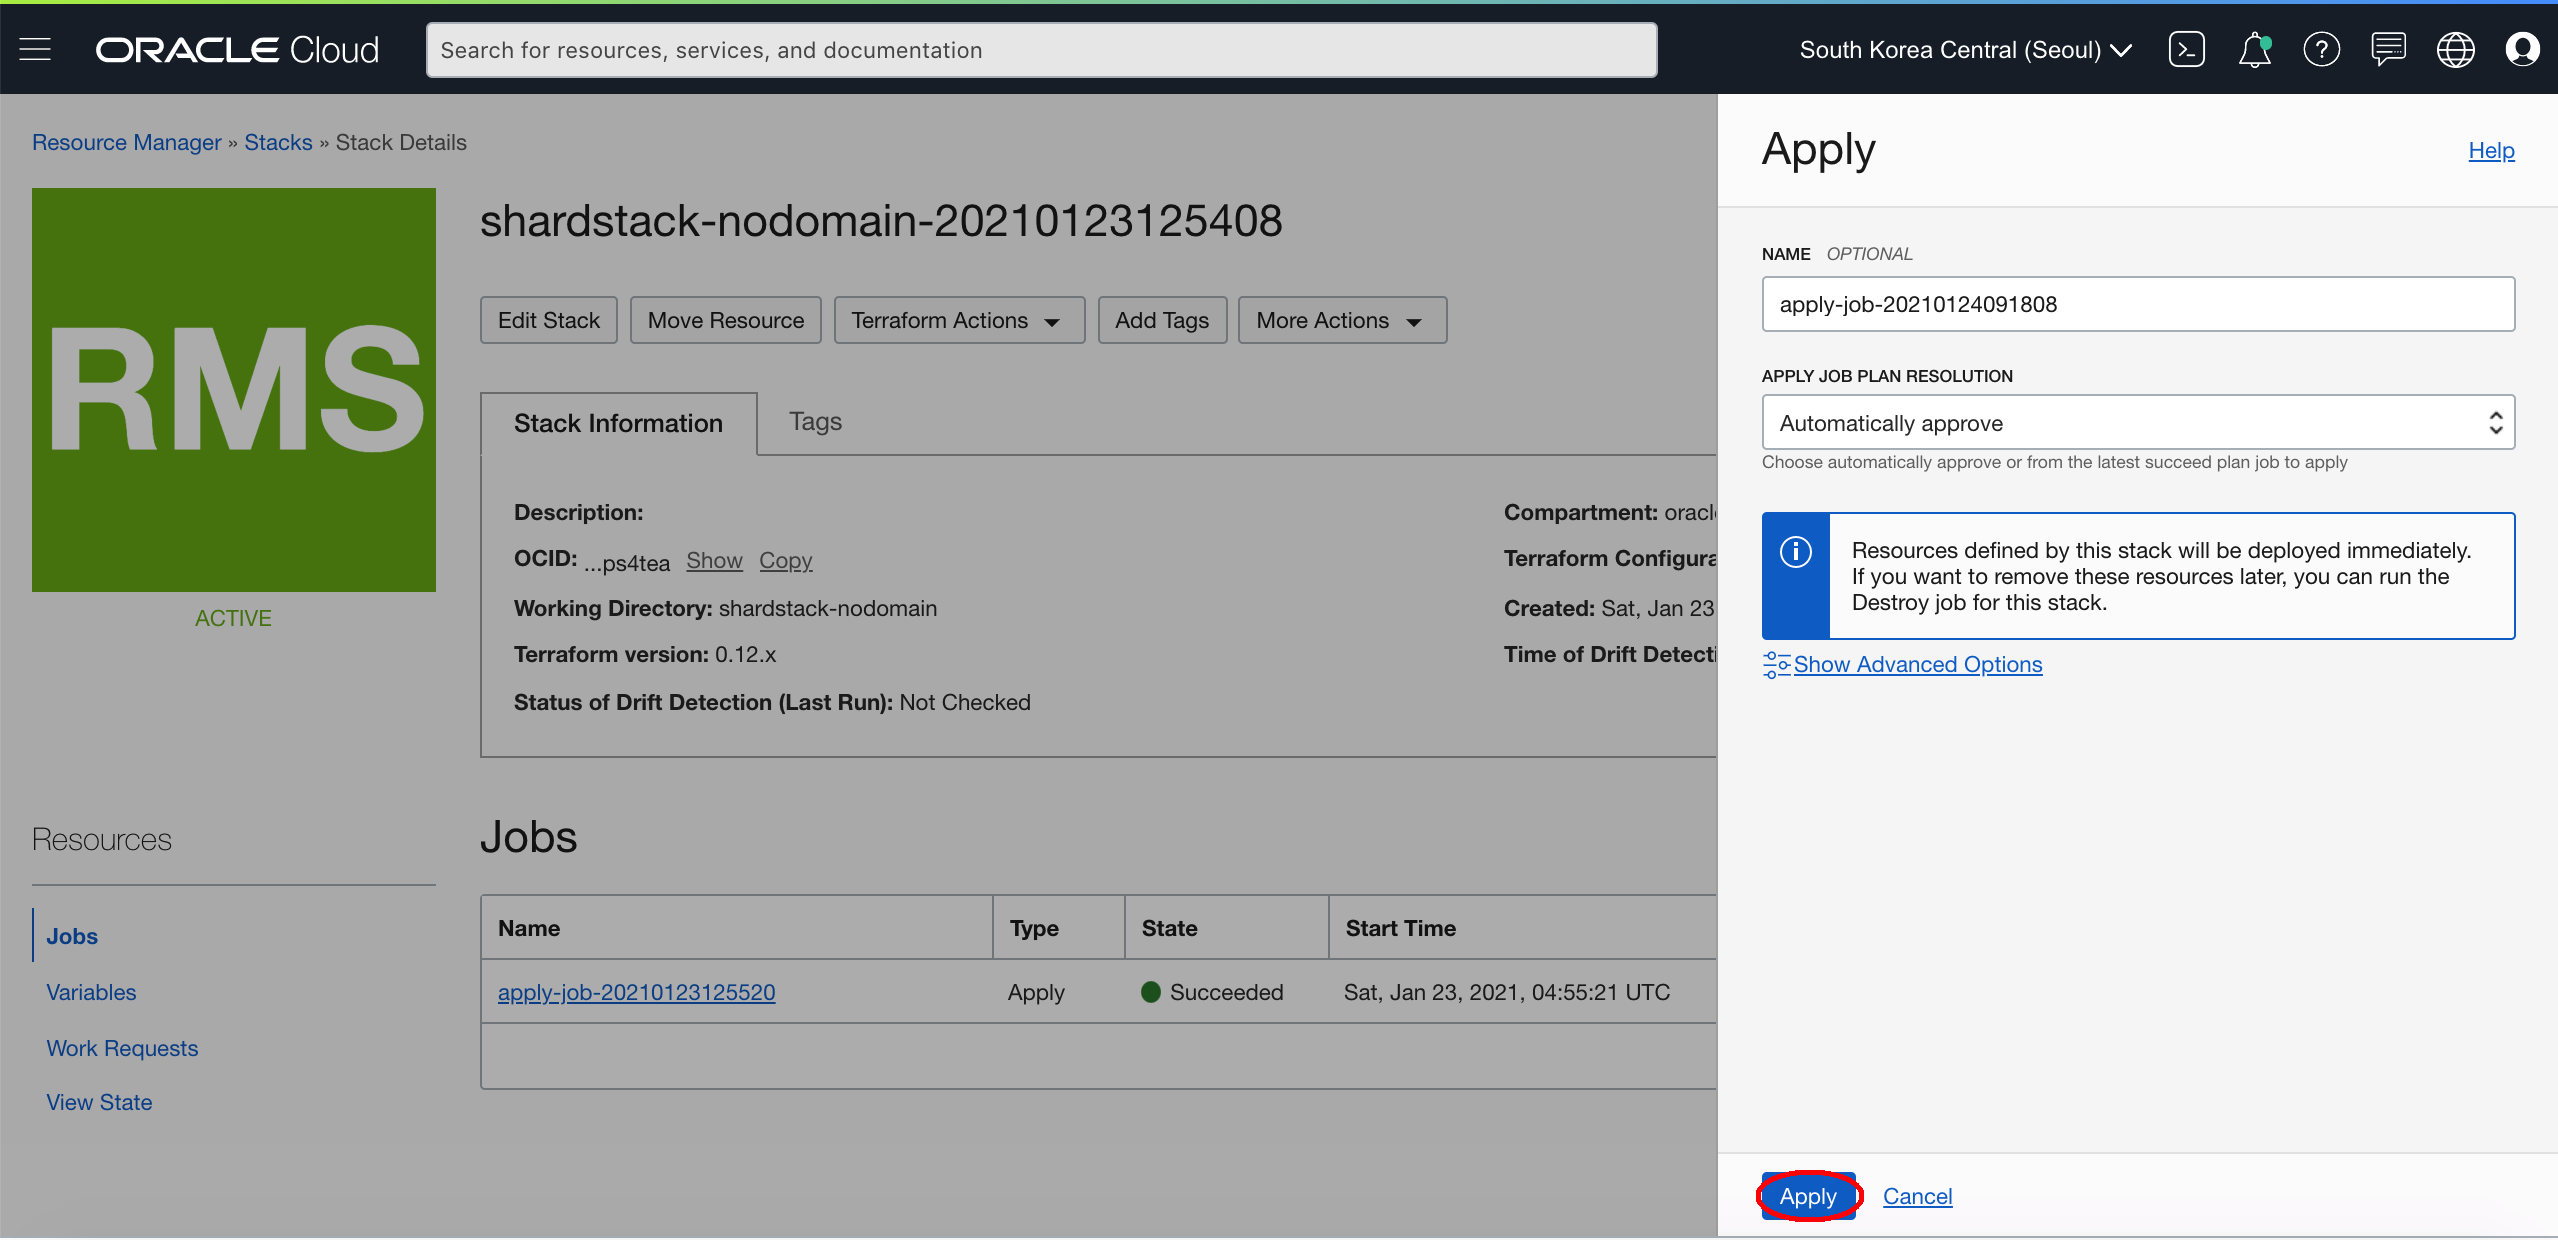 ORACLE Cloud
Search for resources, services, and documentation
South Korea Central (Seoul)
Resource Manager » Stacks » Stack Details
RMS
ACTIVE
shardstack-nodomain-20210123125408
Edit Stack
Move Resource
Terraform Actions
Add Tags
More Actions
Stack Information
Tags
Description:
OCID: ...ps4tea Show Copy
Working Directory: shardstack-nodomain
Terraform version: 0.12.x
Status of Drift Detection (Last Run): Not Checked
Compartment: oracl
Terraform Configura
Created: Sat, Jan 23
Time of Drift Detecti
Resources
Jobs
Variables
Work Requests
View State
Jobs
Name Type State Start Time
apply-job-20210123125520 Apply Succeeded Sat, Jan 23, 2021, 04:55:21 UTC
Apply
Help
NAME OPTIONAL
apply-job-20210124091808
APPLY JOB PLAN RESOLUTION
Automatically approve
Choose automatically approve or from the latest succeed plan job to apply
Resources defined by this stack will be deployed immediately.
If you want to remove these resources later, you can run the
Destroy job for this stack.
Show Advanced Options
Apply
Cancel